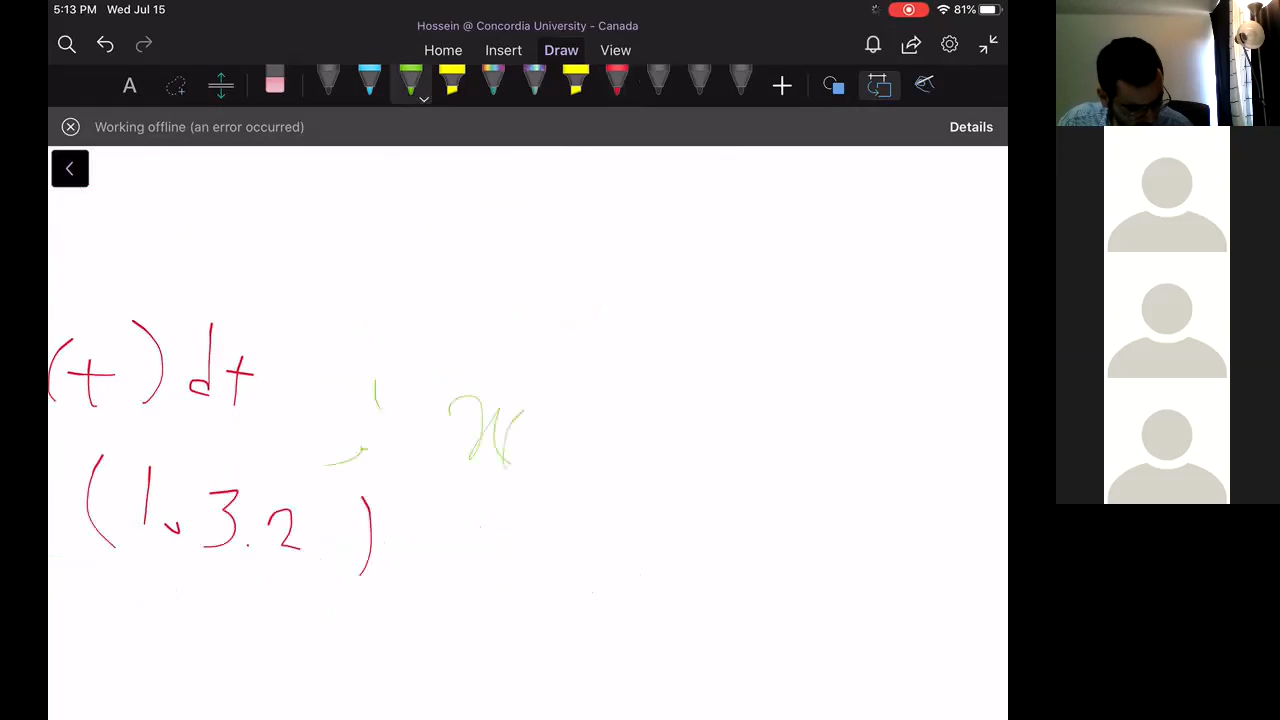 5:13 PM Wed Jul 15
81%
Hossein @ Concordia University - Canada
Home Insert Draw View
A
Working offline (an error occurred)
Details
(t) dt
x
(1, 3.2)